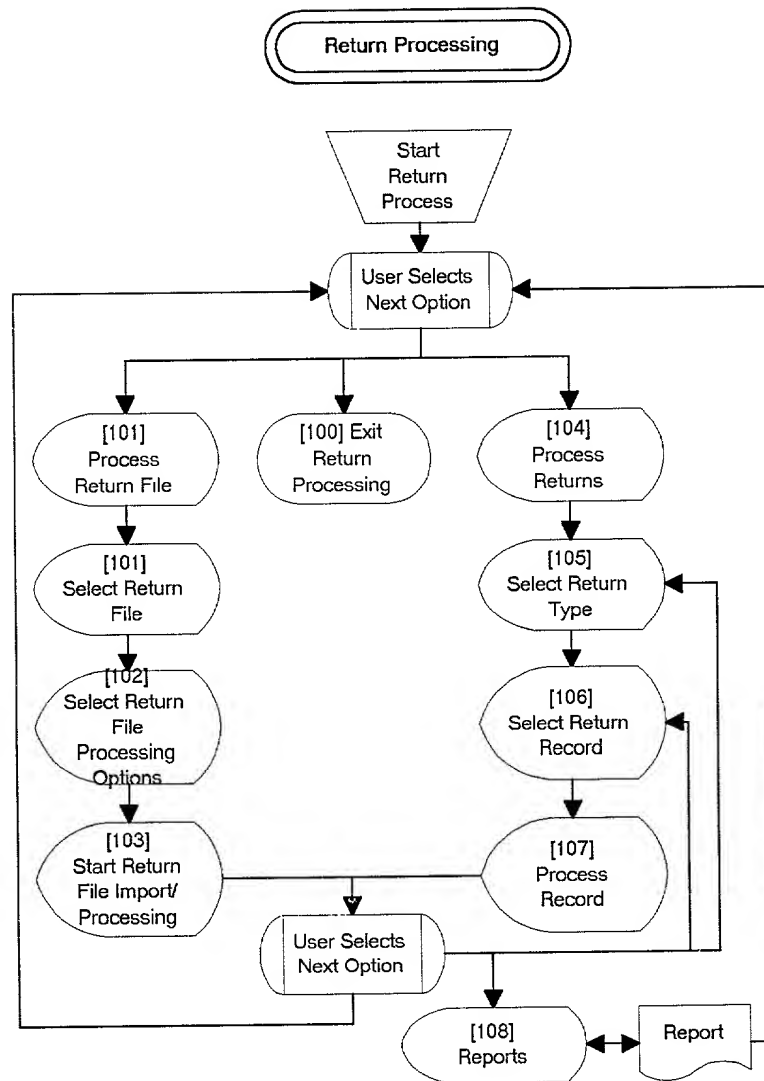 Return Processing
Start
Return
Process
User Selects
Next Option
[101]
Process
Return File
[100] Exit
Return
Processing
[104]
Process
Returns
[101]
Select Return
File
[105]
Select Return
Type
[102]
Select Return
File
Processing
Options
[106]
Select Return
Record
[103]
Start Return
File Import/
Processing
[107]
Process
Record
User Selects
Next Option
[108]
Reports
Report